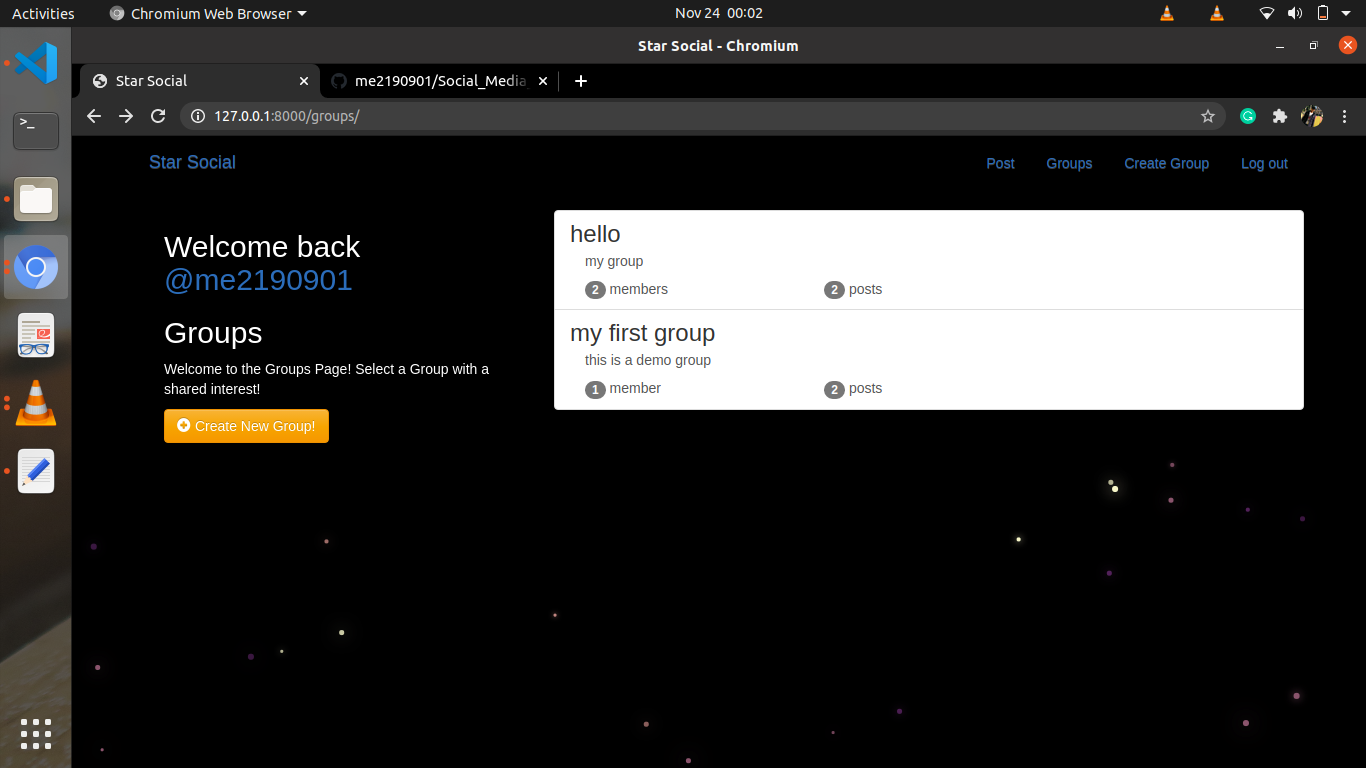 Activities
Chromium Web Browser
Nov 24 00:02
Star Social - Chromium
Star Social
me2190901/Social_Media
127.0.0.1:8000/groups/
Star Social
Post
Groups
Create Group
Log out
Welcome back
@me2190901
Groups
Welcome to the Groups Page! Select a Group with a
shared interest!
Create New Group!
hello
my group
2 members
2 posts
my first group
this is a demo group
1 member
2 posts